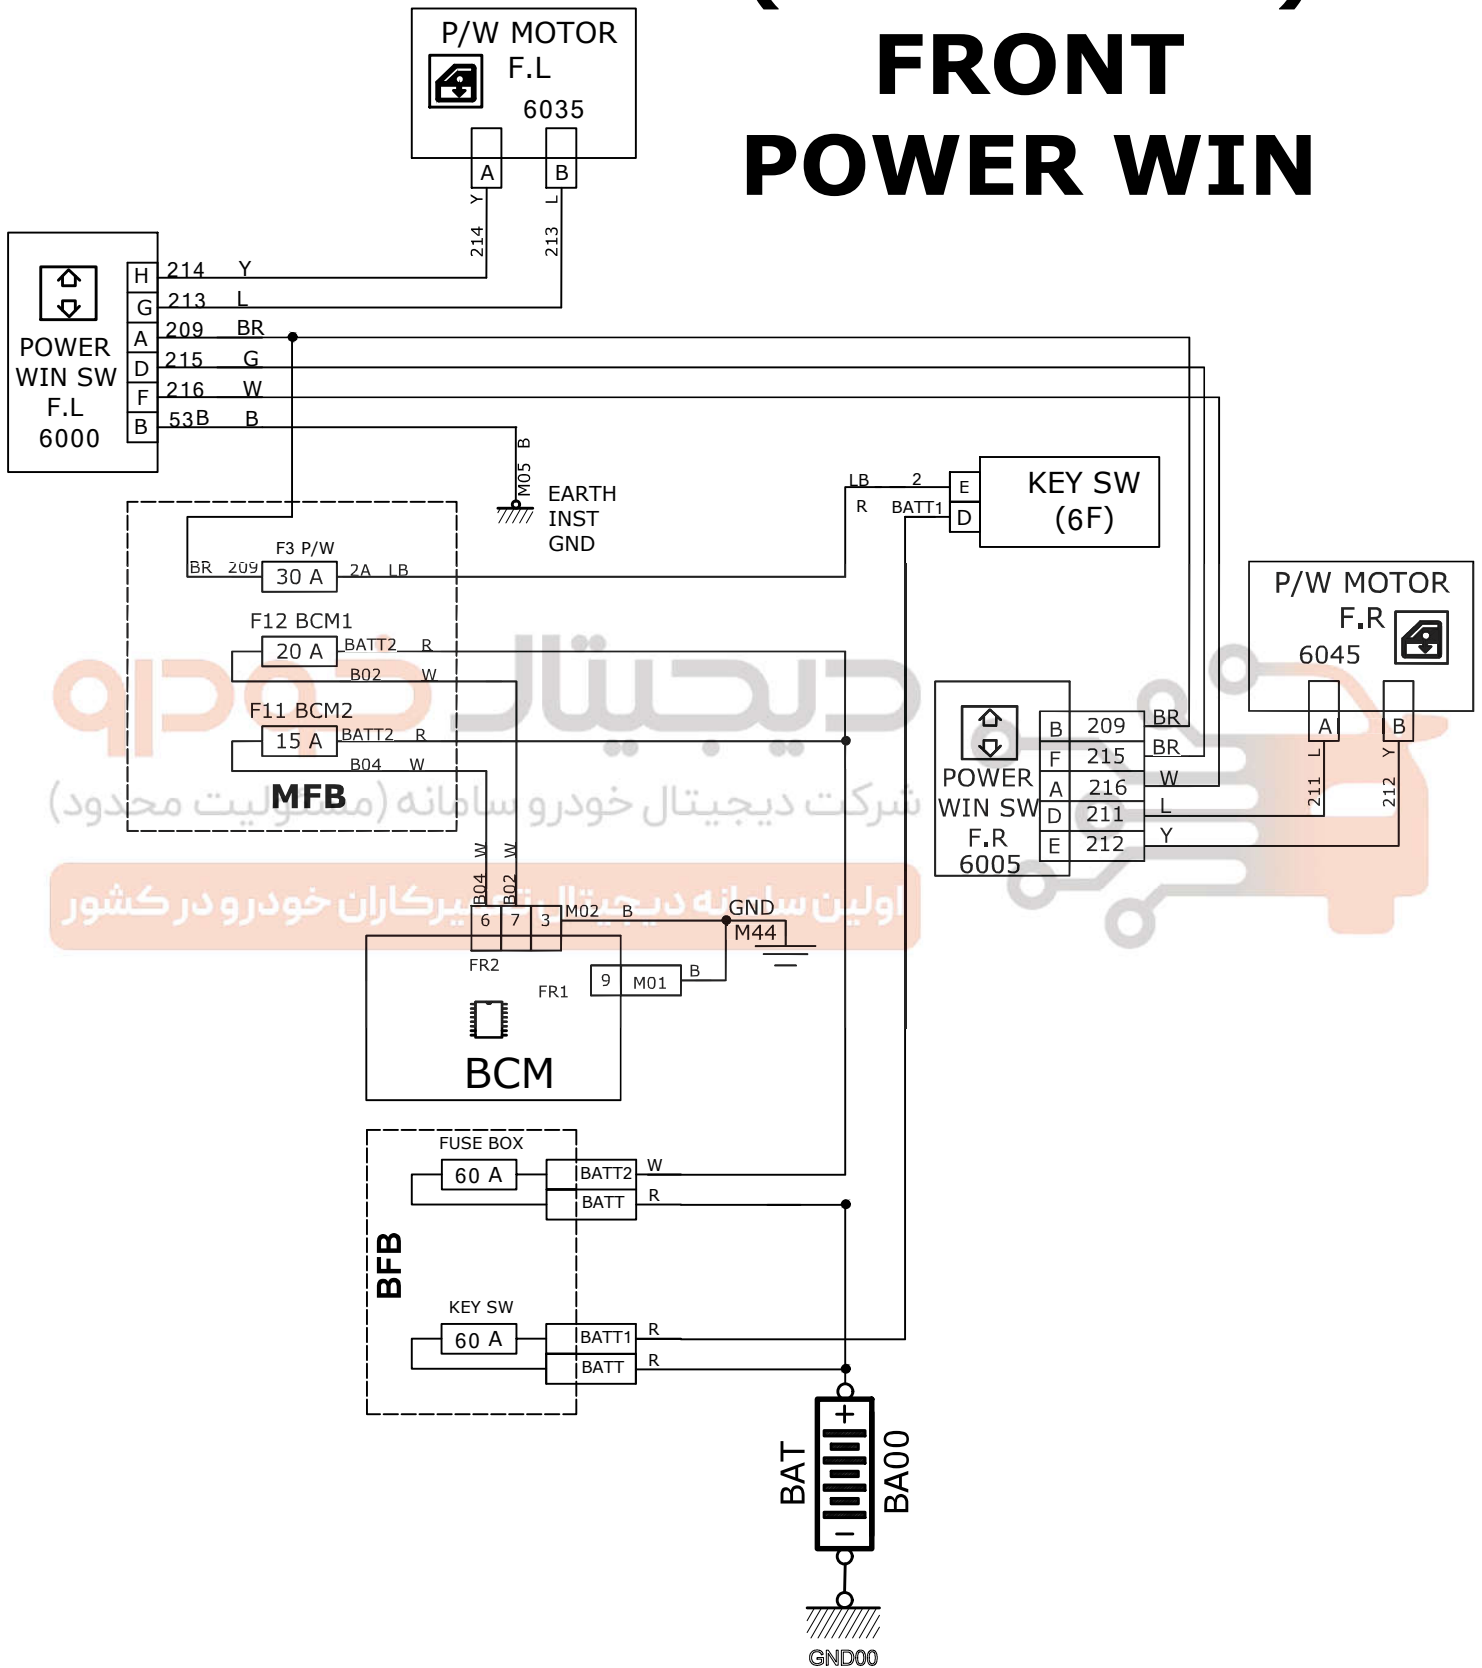 FRONT
POWER WIN
P/W MOTOR
F.L
6035
A
B
Y
L
214
213
H
214
Y
G
213
L
A
209
BR
D
215
G
F
216
W
B
53B
B
POWER
WIN SW
F.L
6000
M05 B
EARTH
INST
GND
LB
2
E
R
BATT1
D
KEY SW
(6F)
F3 P/W
BR 209
30 A
2A LB
F12 BCM1
20 A
BATT2 R
B02 W
F11 BCM2
15 A
BATT2 R
B04 W
MFB
P/W MOTOR
F.R
6045
A
B
211 L
212 Y
POWER
WIN SW
F.R
6005
B
209
BR
F
215
BR
A
216
W
D
211
L
E
212
Y
دیجیتال خودرو
شرکت دیجیتال خودرو سامانه (مسئولیت محدود)
اولین سامانه دیجیتال تعمیرکاران خودرو در کشور
B04 W
B02 W
6
7
3
M02 B
GND
M44
FR2
FR1
9
M01
B
BCM
FUSE BOX
60 A
BATT2
W
BATT
R
BFB
KEY SW
60 A
BATT1
R
BATT
R
+
BAT
BA00
−
GND00